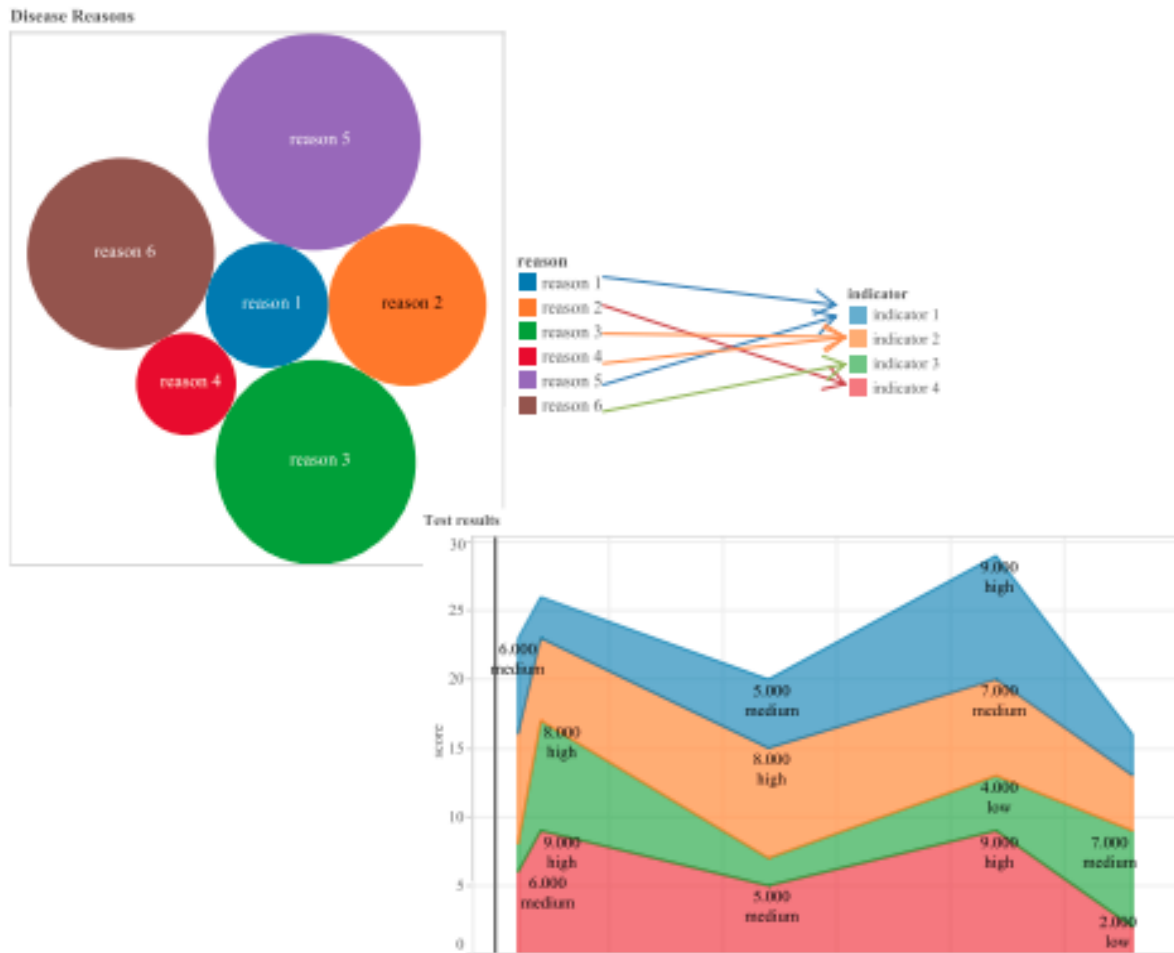 Disease Reasons
reason 5
reason 6
reason 1
reason 2
reason 4
reason 3
reason
reason 1
reason 2
reason 3
reason 4
reason 5
reason 6
indicator
indicator 1
indicator 2
indicator 3
indicator 4
Test results
30
25
20
15
10
5
0
score
6.000
medium
8.000
high
9.000
high
6.000
medium
5.000
medium
8.000
high
5.000
medium
9.000
high
7.000
medium
4.000
low
9.000
high
7.000
medium
2.000
low